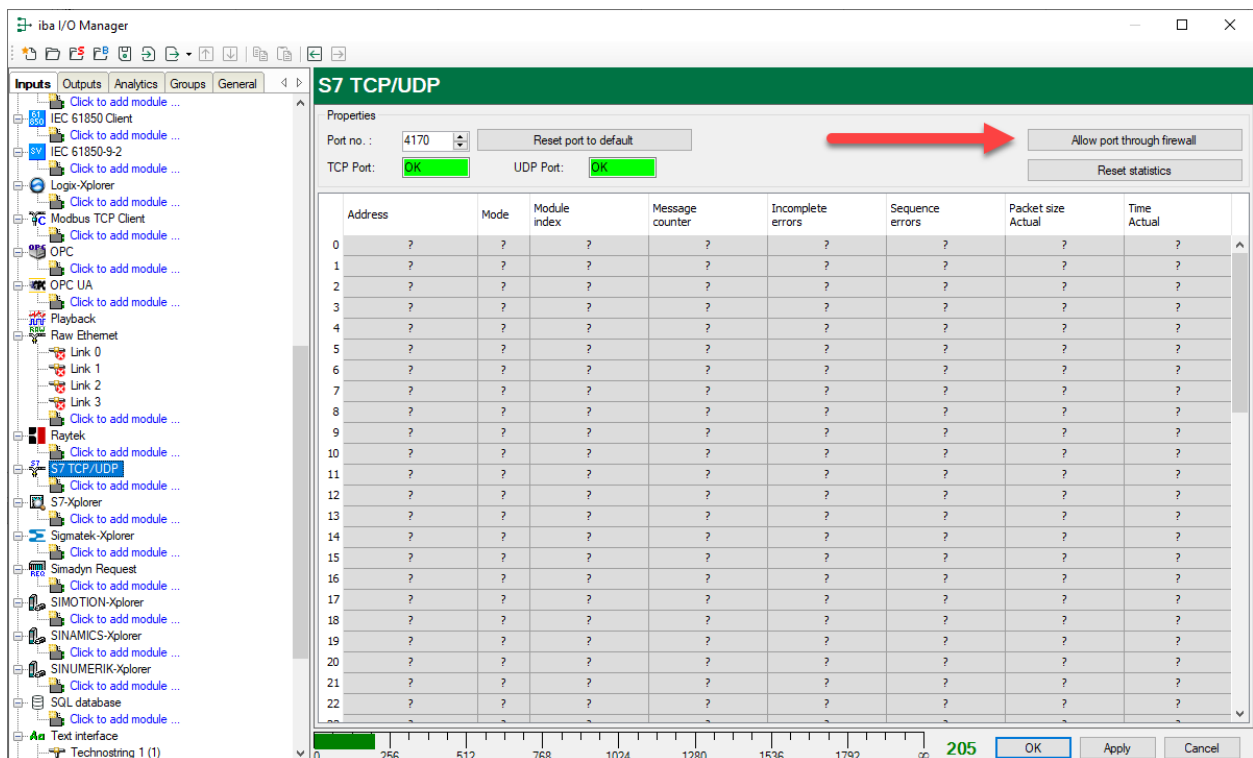 iba I/O Manager
Inputs Outputs Analytics Groups General
Click to add module ...
IEC 61850 Client
Click to add module ...
IEC 61850-9-2
Click to add module ...
Logix-Xplorer
Click to add module ...
Modbus TCP Client
Click to add module ...
OPC
Click to add module ...
OPC UA
Click to add module ...
Playback
Raw Ethernet
Link 0
Link 1
Link 2
Link 3
Click to add module ...
Raytek
Click to add module ...
S7 TCP/UDP
Click to add module ...
S7-Xplorer
Click to add module ...
Sigmatek-Xplorer
Click to add module ...
Simadyn Request
Click to add module ...
SIMOTION-Xplorer
Click to add module ...
SINAMICS-Xplorer
Click to add module ...
SINUMERIK-Xplorer
Click to add module ...
SQL database
Click to add module ...
Text interface
Technostring 1 (1)
S7 TCP/UDP
Properties
Port no. : 4170 Reset port to default Allow port through firewall
TCP Port: OK UDP Port: OK Reset statistics
Address Mode Module index Message counter Incomplete errors Sequence errors Packet size Actual Time Actual
0 ? ? ? ? ? ? ? ?
1 ? ? ? ? ? ? ? ?
2 ? ? ? ? ? ? ? ?
3 ? ? ? ? ? ? ? ?
4 ? ? ? ? ? ? ? ?
5 ? ? ? ? ? ? ? ?
6 ? ? ? ? ? ? ? ?
7 ? ? ? ? ? ? ? ?
8 ? ? ? ? ? ? ? ?
9 ? ? ? ? ? ? ? ?
10 ? ? ? ? ? ? ? ?
11 ? ? ? ? ? ? ? ?
12 ? ? ? ? ? ? ? ?
13 ? ? ? ? ? ? ? ?
14 ? ? ? ? ? ? ? ?
15 ? ? ? ? ? ? ? ?
16 ? ? ? ? ? ? ? ?
17 ? ? ? ? ? ? ? ?
18 ? ? ? ? ? ? ? ?
19 ? ? ? ? ? ? ? ?
20 ? ? ? ? ? ? ? ?
21 ? ? ? ? ? ? ? ?
22 ? ? ? ? ? ? ? ?
0 256 512 768 1024 1280 1536 1792 ∞ 205 OK Apply Cancel